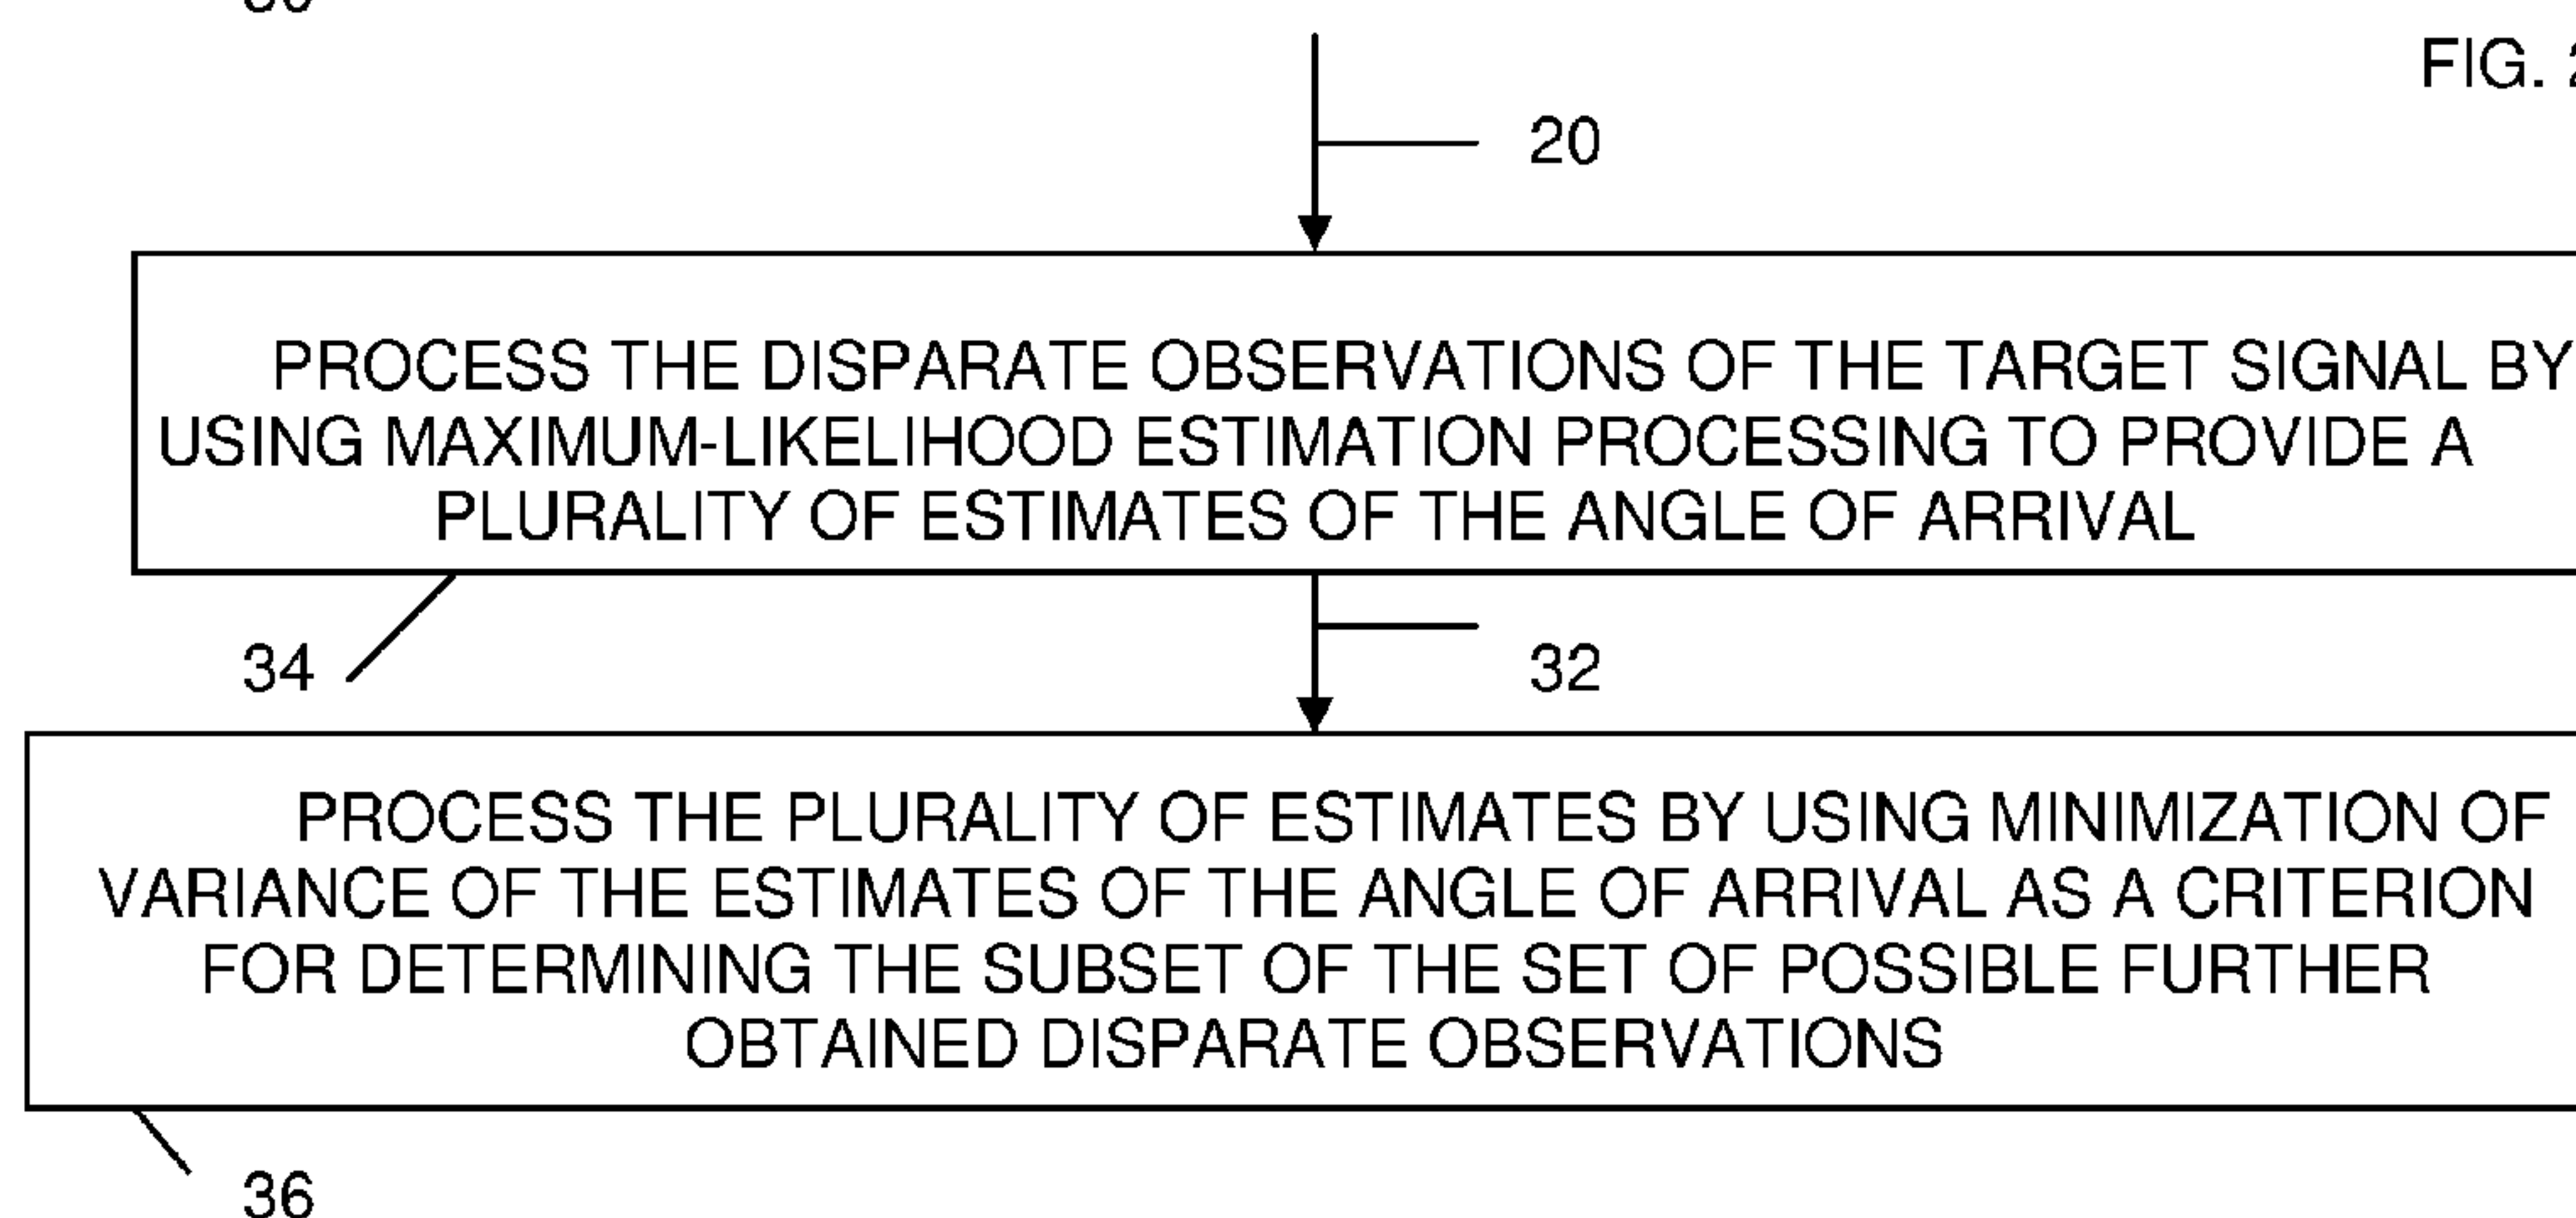 FIG.
20
PROCESS THE DISPARATE OBSERVATIONS OF THE TARGET SIGNAL BY
USING MAXIMUM-LIKELIHOOD ESTIMATION PROCESSING TO PROVIDE A
PLURALITY OF ESTIMATES OF THE ANGLE OF ARRIVAL
34
32
PROCESS THE PLURALITY OF ESTIMATES BY USING MINIMIZATION OF
VARIANCE OF THE ESTIMATES OF THE ANGLE OF ARRIVAL AS A CRITERION
FOR DETERMINING THE SUBSET OF THE SET OF POSSIBLE FURTHER
OBTAINED DISPARATE OBSERVATIONS
36